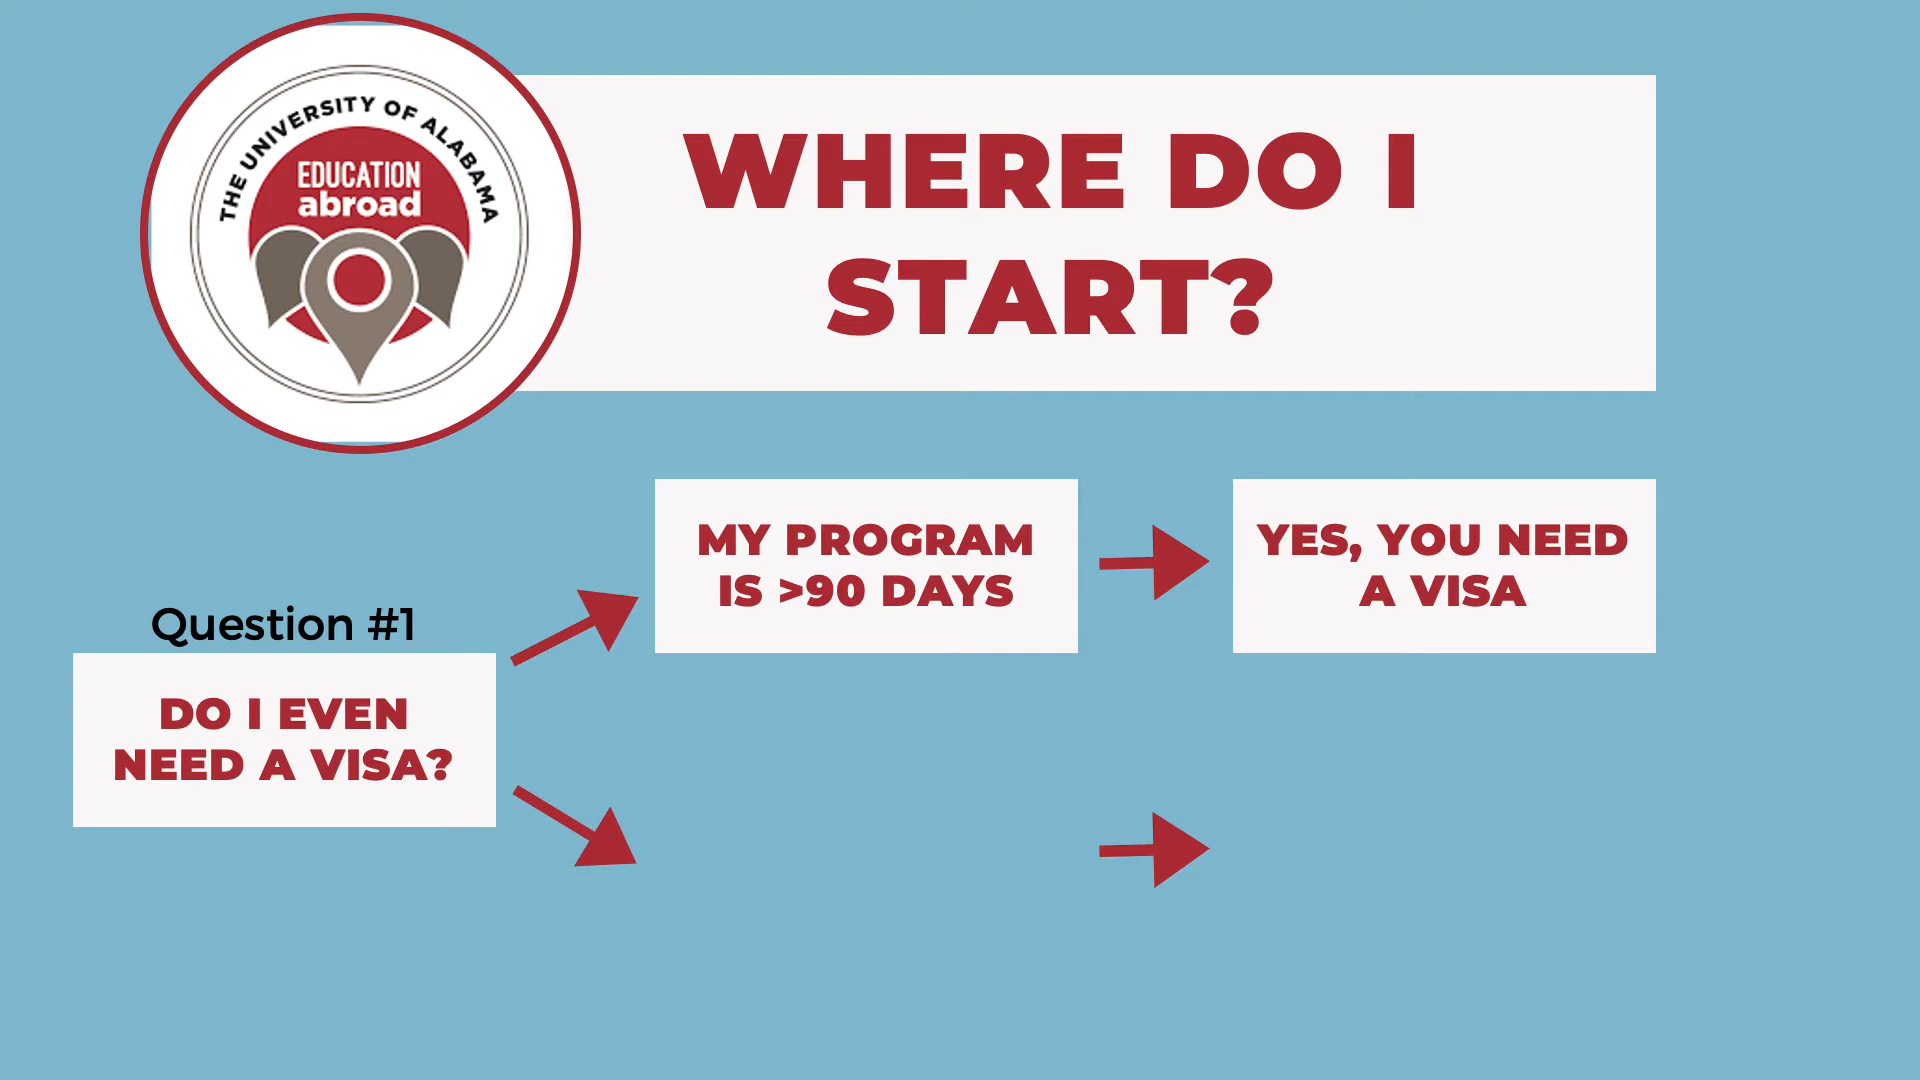 THE UNIVERSITY OF ALABAMA
EDUCATION
abroad
WHERE DO I
START?
Question #1
DO I EVEN
NEED A VISA?
MY PROGRAM
IS >90 DAYS
YES, YOU NEED
A VISA